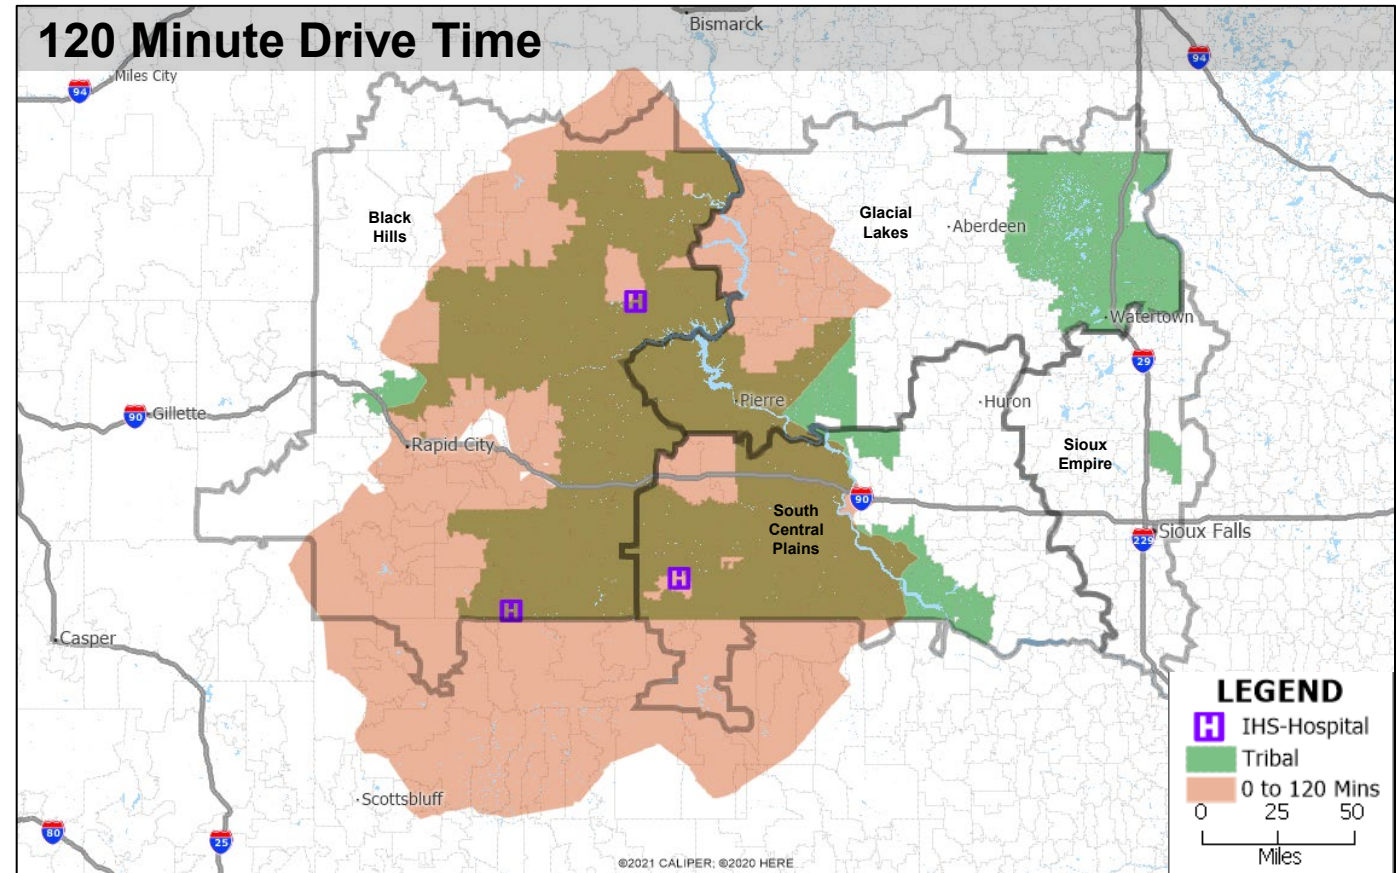 120 Minute Drive Time
Bismarck
94
Miles City
94
Black
Hills
Glacial
Lakes
Aberdeen
H
Watertown
29
90
Gillette
Pierre
Huron
Rapid City
Sioux
Empire
90
South
Central
Plains
Sioux Falls
229
H
H
Casper
Scottsbluff
80
25
LEGEND
H IHS-Hospital
Tribal
0 to 120 Mins
0 25 50
Miles
©2021 CALIPER; ©2020 HERE